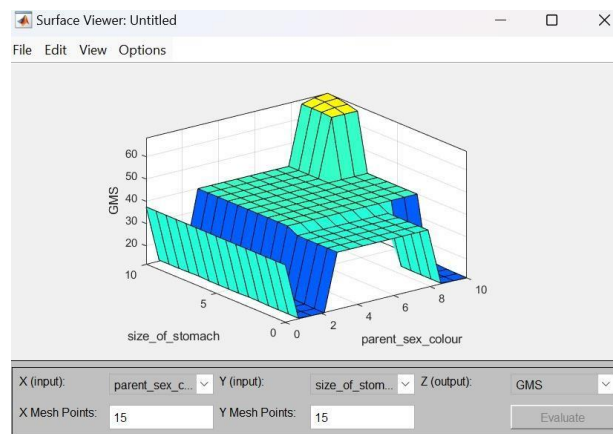 Surface Viewer: Untitled
File Edit View Options
60
50
40
30
20
GMS
10
5
0
size_of_stomach
0
2
4
6
8
10
parent_sex_colour
X (input): parent_sex_c... Y (input): size_of_stom... Z (output): GMS
X Mesh Points: 15 Y Mesh Points: 15 Evaluate